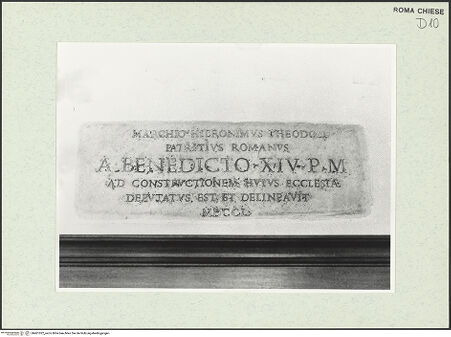 ROMA CHIESE
D10
MARCHIO HIERONIMVS THEODOLI
PATRITIVS ROMANVS
A BENEDICTO·XIV·P·M
AD CONSTRVCTIONEM HVIVS ECCLESIÆ
DEPVTATVS EST ET DELINEAVIT
MDCCL